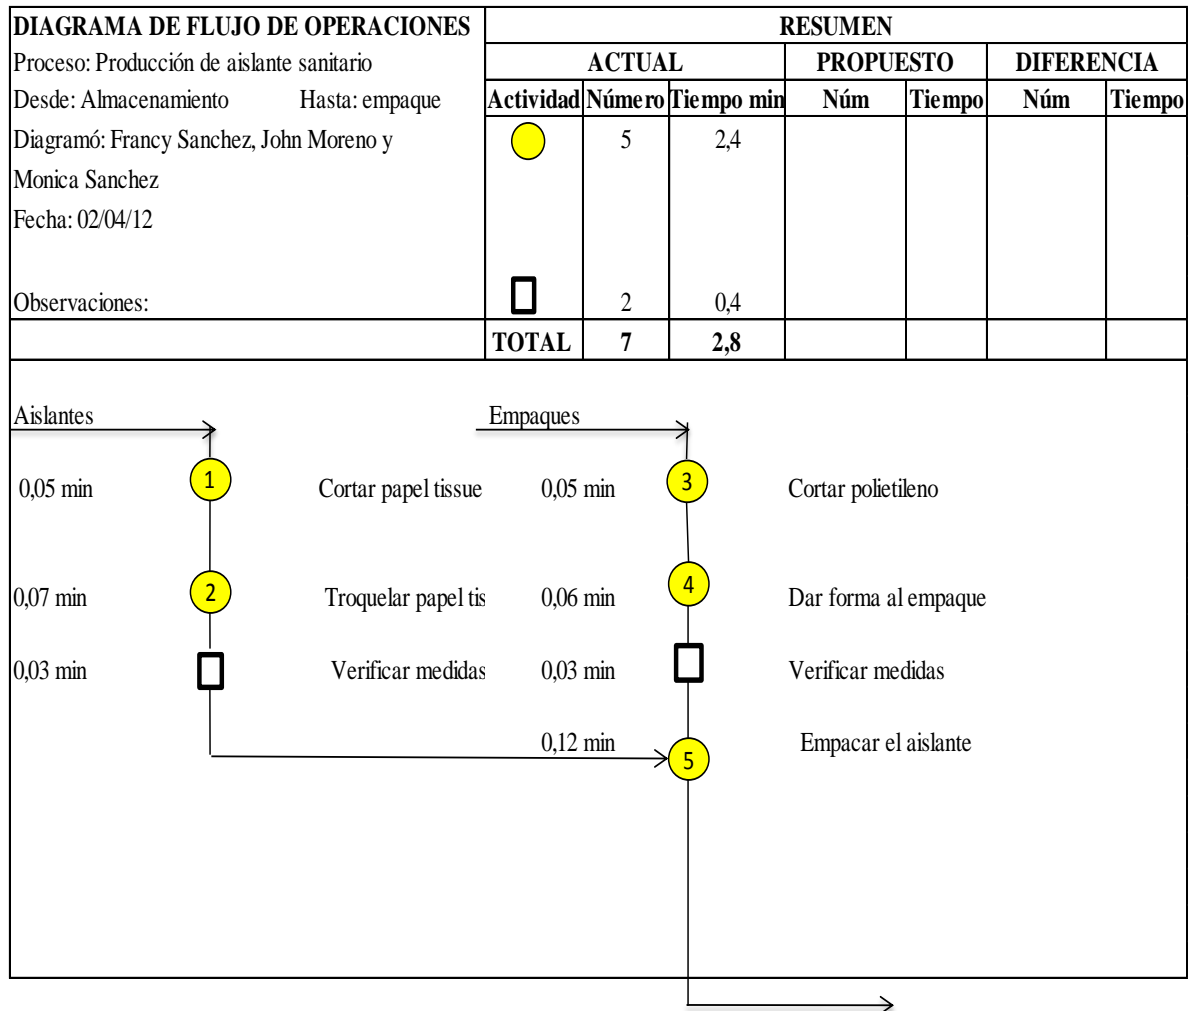 DIAGRAMA DE FLUJO DE OPERACIONES RESUMEN
Proceso: Producción de aislante sanitario ACTUAL PROPUESTO DIFERENCIA
Desde: Almacenamiento Hasta: empaque Actividad Número Tiempo min Núm Tiempo Núm Tiempo
Diagramó: Francy Sanchez, John Moreno y 5 2,4
Monica Sanchez
Fecha: 02/04/12
Observaciones: 2 0,4
TOTAL 7 2,8
Aislantes Empaques
0,05 min 1 Cortar papel tissue 0,05 min 3 Cortar polietileno
0,07 min 2 Troquelar papel tis 0,06 min 4 Dar forma al empaque
0,03 min Verificar medidas 0,03 min Verificar medidas
0,12 min 5 Empacar el aislante